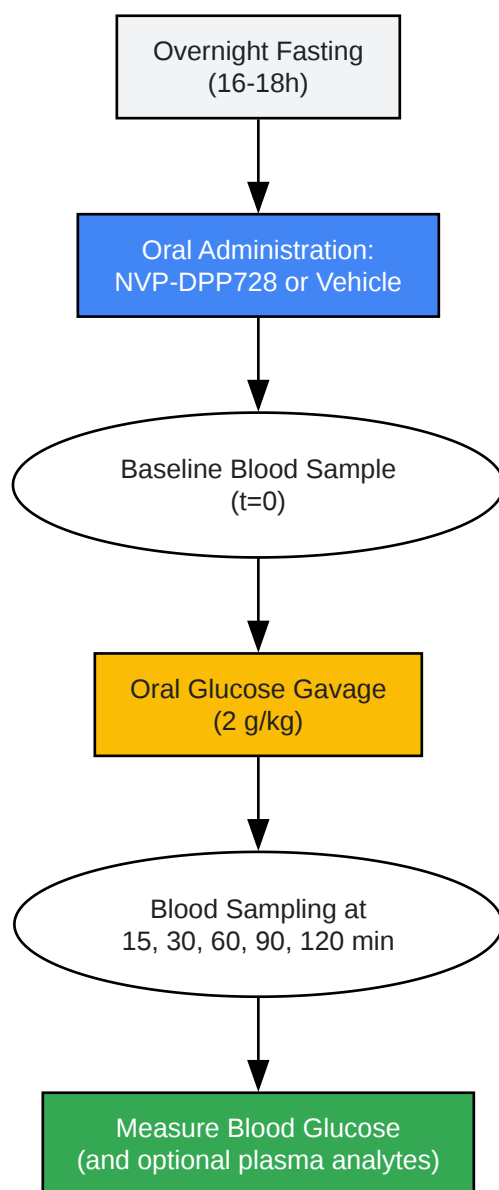 Overnight Fasting
(16-18h)
Oral Administration:
NVP-DPP728 or Vehicle
Baseline Blood Sample
(t=0)
Oral Glucose Gavage
(2 g/kg)
Blood Sampling at
15, 30, 60, 90, 120 min
Measure Blood Glucose
(and optional plasma analytes)